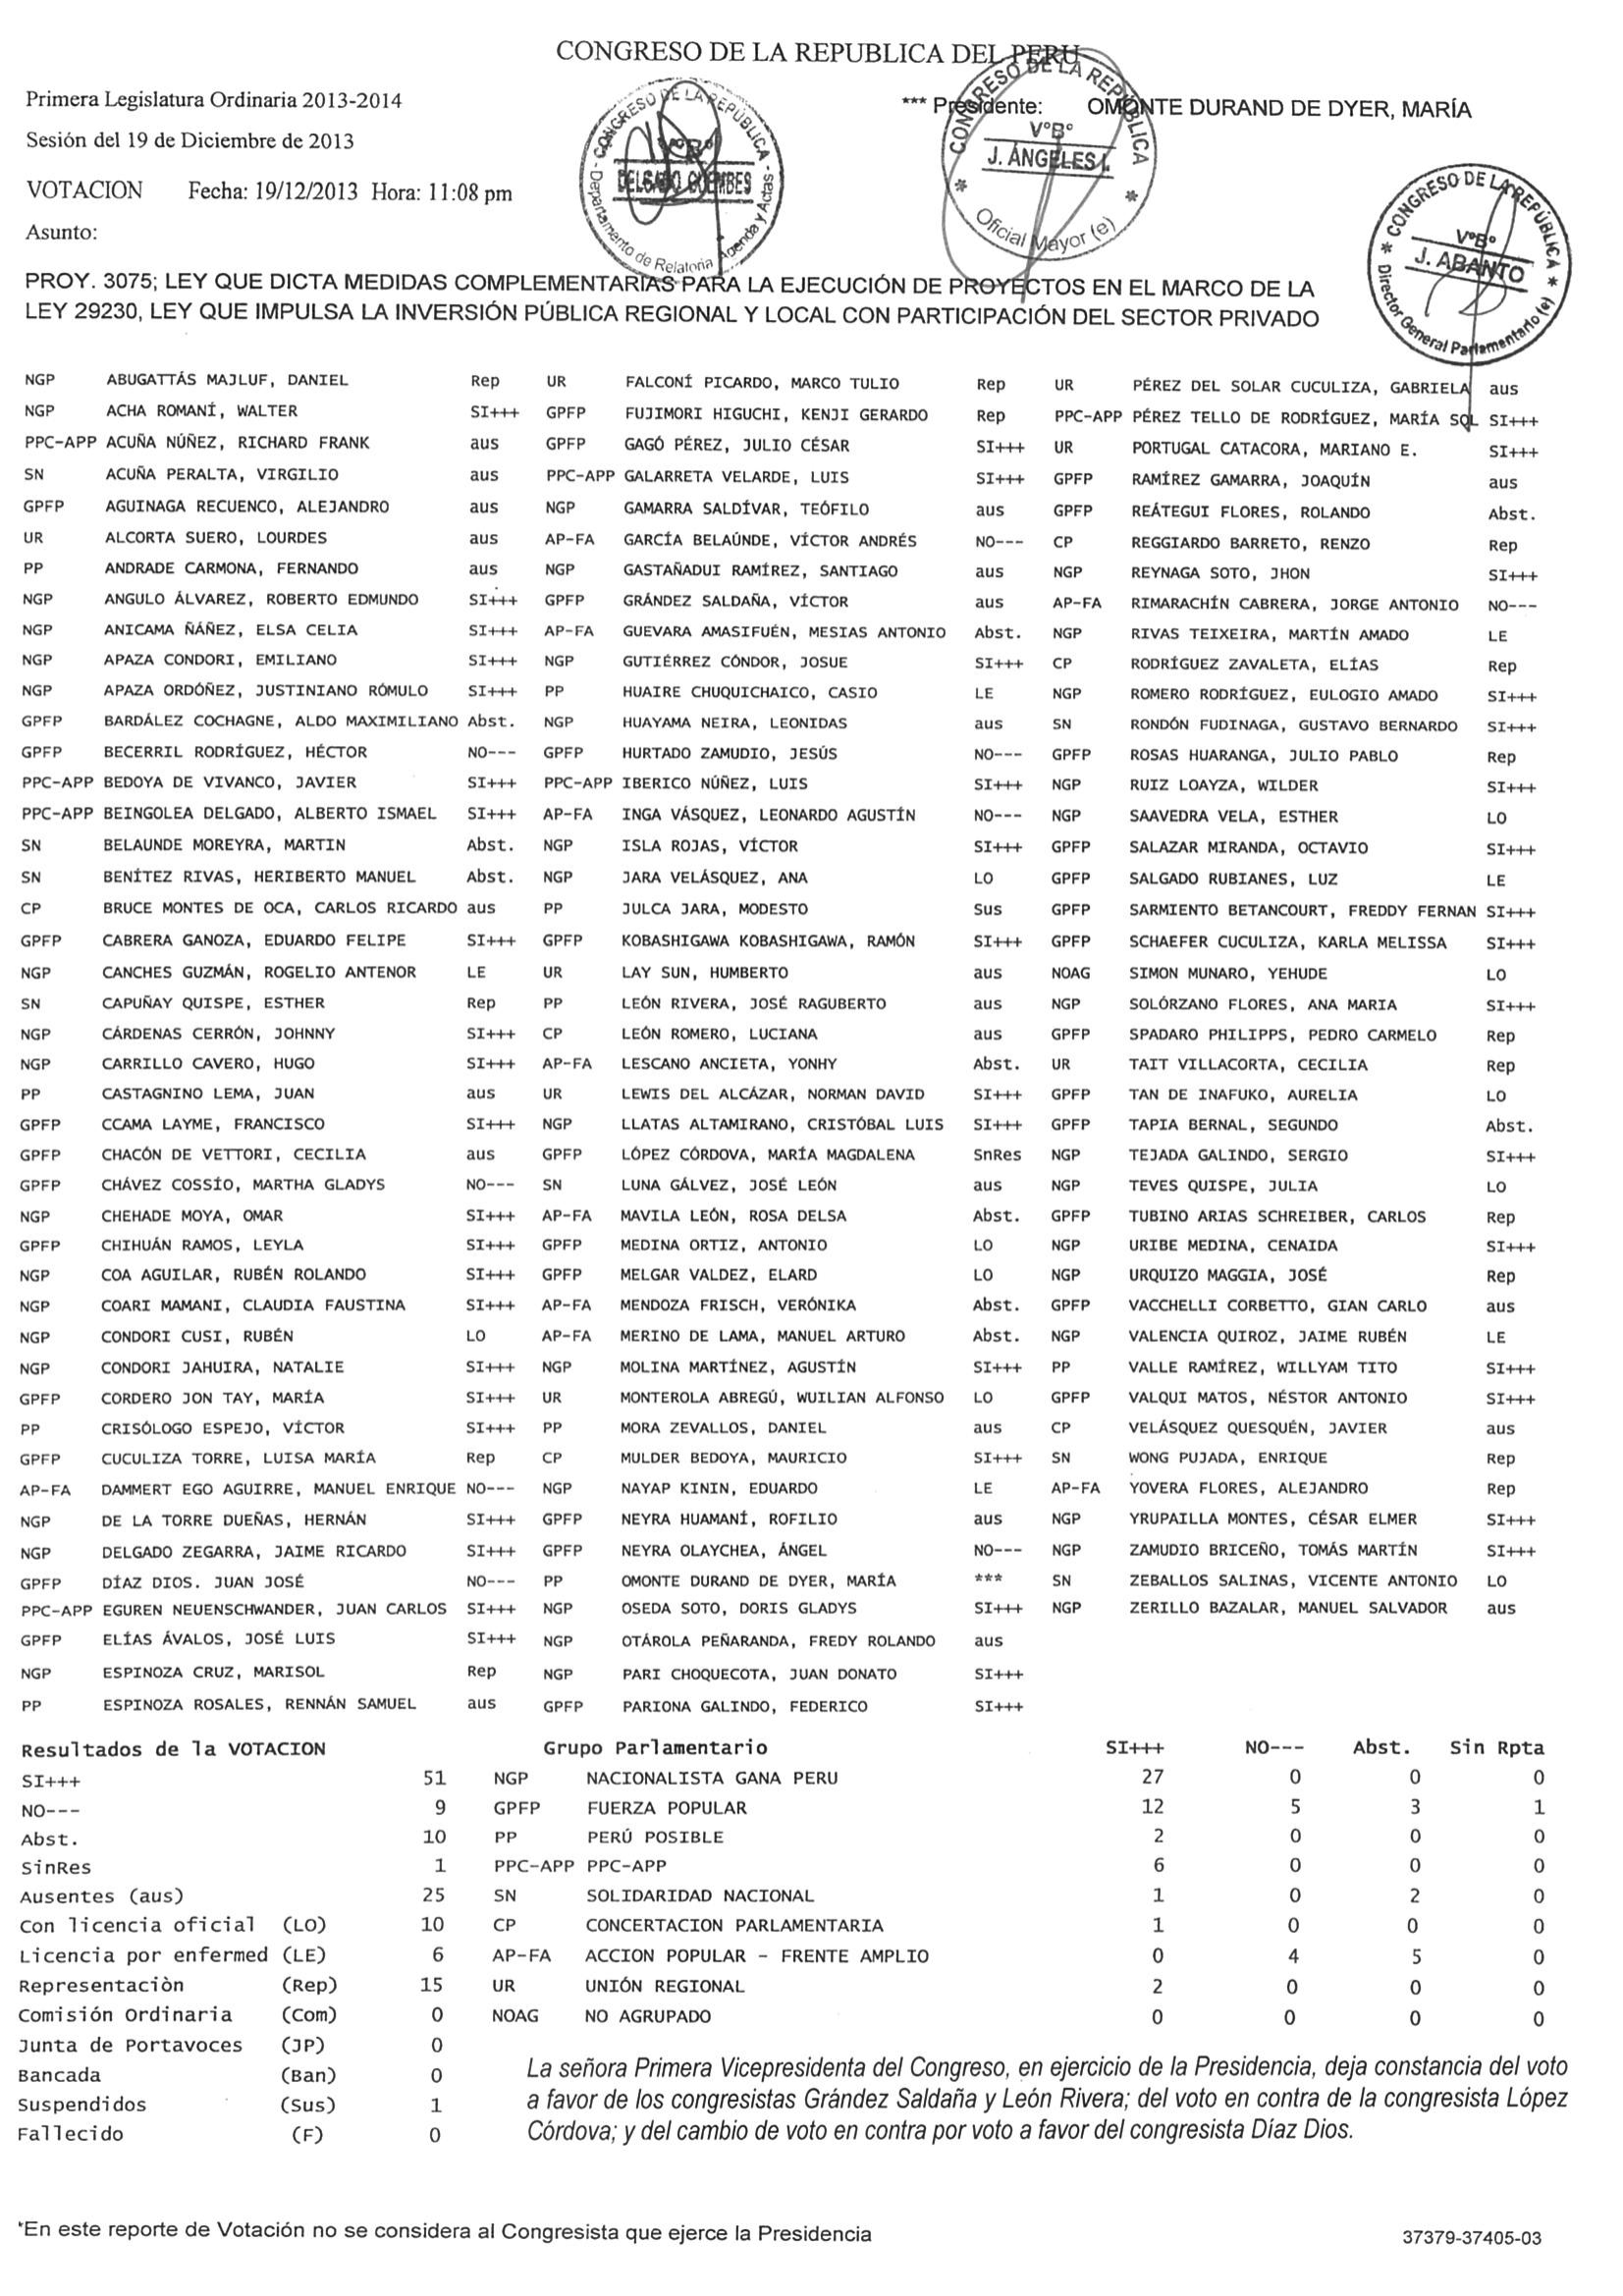 CONGRESO DE LA REPUBLICA DEL PERU
Primera Legislatura Ordinaria 2013-2014
*** Presidente: OMONTE DURAND DE DYER, MARÍA
Sesión del 19 de Diciembre de 2013
VOTACION Fecha: 19/12/2013 Hora: 11:08 pm
Asunto:
CONGRESO DE LA REPÚBLICA
V°B°
DELGADO GUEMBES
Departamento de Relatoria Agenda y Actas
CONGRESO DE LA REPÚBLICA
V°B°
J. ÁNGELES I.
Oficial Mayor (e)
CONGRESO DE LA REPÚBLICA
V°B°
J. ABANTO
Director General Parlamentario (e)
PROY. 3075; LEY QUE DICTA MEDIDAS COMPLEMENTARIAS PARA LA EJECUCIÓN DE PROYECTOS EN EL MARCO DE LA
LEY 29230, LEY QUE IMPULSA LA INVERSIÓN PÚBLICA REGIONAL Y LOCAL CON PARTICIPACIÓN DEL SECTOR PRIVADO
NGP ABUGATTÁS MAJLUF, DANIEL Rep UR FALCONÍ PICARDO, MARCO TULIO Rep UR PÉREZ DEL SOLAR CUCULIZA, GABRIELA aus
NGP ACHA ROMANÍ, WALTER SI+++ GPFP FUJIMORI HIGUCHI, KENJI GERARDO Rep PPC-APP PÉREZ TELLO DE RODRÍGUEZ, MARÍA SOL SI+++
PPC-APP ACUÑA NÚÑEZ, RICHARD FRANK aus GPFP GAGÓ PÉREZ, JULIO CÉSAR SI+++ UR PORTUGAL CATACORA, MARIANO E. SI+++
SN ACUÑA PERALTA, VIRGILIO aus PPC-APP GALARRETA VELARDE, LUIS SI+++ GPFP RAMÍREZ GAMARRA, JOAQUÍN aus
GPFP AGUINAGA RECUENCO, ALEJANDRO aus NGP GAMARRA SALDÍVAR, TEÓFILO aus GPFP REÁTEGUI FLORES, ROLANDO Abst.
UR ALCORTA SUERO, LOURDES aus AP-FA GARCÍA BELAÚNDE, VÍCTOR ANDRÉS NO--- CP REGGIARDO BARRETO, RENZO Rep
PP ANDRADE CARMONA, FERNANDO aus NGP GASTAÑADUI RAMÍREZ, SANTIAGO aus NGP REYNAGA SOTO, JHON SI+++
NGP ANGULO ÁLVAREZ, ROBERTO EDMUNDO SI+++ GPFP GRÁNDEZ SALDAÑA, VÍCTOR aus AP-FA RIMARACHÍN CABRERA, JORGE ANTONIO NO---
NGP ANICAMA ÑÁÑEZ, ELSA CELIA SI+++ AP-FA GUEVARA AMASIFUÉN, MESIAS ANTONIO Abst. NGP RIVAS TEIXEIRA, MARTÍN AMADO LE
NGP APAZA CONDORI, EMILIANO SI+++ NGP GUTIÉRREZ CÓNDOR, JOSUE SI+++ CP RODRÍGUEZ ZAVALETA, ELÍAS Rep
NGP APAZA ORDÓÑEZ, JUSTINIANO RÓMULO SI+++ PP HUAIRE CHUQUICHAICO, CASIO LE NGP ROMERO RODRÍGUEZ, EULOGIO AMADO SI+++
GPFP BARDÁLEZ COCHAGNE, ALDO MAXIMILIANO Abst. NGP HUAYAMA NEIRA, LEONIDAS aus SN RONDÓN FUDINAGA, GUSTAVO BERNARDO SI+++
GPFP BECERRIL RODRÍGUEZ, HÉCTOR NO--- GPFP HURTADO ZAMUDIO, JESÚS NO--- GPFP ROSAS HUARANGA, JULIO PABLO Rep
PPC-APP BEDOYA DE VIVANCO, JAVIER SI+++ PPC-APP IBERICO NÚÑEZ, LUIS SI+++ NGP RUIZ LOAYZA, WILDER SI+++
PPC-APP BEINGOLEA DELGADO, ALBERTO ISMAEL SI+++ AP-FA INGA VÁSQUEZ, LEONARDO AGUSTÍN NO--- NGP SAAVEDRA VELA, ESTHER LO
SN BELAUNDE MOREYRA, MARTIN Abst. NGP ISLA ROJAS, VÍCTOR SI+++ GPFP SALAZAR MIRANDA, OCTAVIO SI+++
SN BENÍTEZ RIVAS, HERIBERTO MANUEL Abst. NGP JARA VELÁSQUEZ, ANA LO GPFP SALGADO RUBIANES, LUZ LE
CP BRUCE MONTES DE OCA, CARLOS RICARDO aus PP JULCA JARA, MODESTO Sus GPFP SARMIENTO BETANCOURT, FREDDY FERNAN SI+++
GPFP CABRERA GANOZA, EDUARDO FELIPE SI+++ GPFP KOBASHIGAWA KOBASHIGAWA, RAMÓN SI+++ GPFP SCHAEFER CUCULIZA, KARLA MELISSA SI+++
NGP CANCHES GUZMÁN, ROGELIO ANTENOR LE UR LAY SUN, HUMBERTO aus NOAG SIMON MUNARO, YEHUDE LO
SN CAPUÑAY QUISPE, ESTHER Rep PP LEÓN RIVERA, JOSÉ RAGUBERTO aus NGP SOLÓRZANO FLORES, ANA MARIA SI+++
NGP CÁRDENAS CERRÓN, JOHNNY SI+++ CP LEÓN ROMERO, LUCIANA aus GPFP SPADARO PHILIPPS, PEDRO CARMELO Rep
NGP CARRILLO CAVERO, HUGO SI+++ AP-FA LESCANO ANCIETA, YONHY Abst. UR TAIT VILLACORTA, CECILIA Rep
PP CASTAGNINO LEMA, JUAN aus UR LEWIS DEL ALCÁZAR, NORMAN DAVID SI+++ GPFP TAN DE INAFUKO, AURELIA LO
GPFP CCAMA LAYME, FRANCISCO SI+++ NGP LLATAS ALTAMIRANO, CRISTÓBAL LUIS SI+++ GPFP TAPIA BERNAL, SEGUNDO Abst.
GPFP CHACÓN DE VETTORI, CECILIA aus GPFP LÓPEZ CÓRDOVA, MARÍA MAGDALENA SnRes NGP TEJADA GALINDO, SERGIO SI+++
GPFP CHÁVEZ COSSÍO, MARTHA GLADYS NO--- SN LUNA GÁLVEZ, JOSÉ LEÓN aus NGP TEVES QUISPE, JULIA LO
NGP CHEHADE MOYA, OMAR SI+++ AP-FA MAVILA LEÓN, ROSA DELSA Abst. GPFP TUBINO ARIAS SCHREIBER, CARLOS Rep
GPFP CHIHUÁN RAMOS, LEYLA SI+++ GPFP MEDINA ORTIZ, ANTONIO LO NGP URIBE MEDINA, CENAIDA SI+++
NGP COA AGUILAR, RUBÉN ROLANDO SI+++ GPFP MELGAR VALDEZ, ELARD LO NGP URQUIZO MAGGIA, JOSÉ Rep
NGP COARI MAMANI, CLAUDIA FAUSTINA SI+++ AP-FA MENDOZA FRISCH, VERÓNIKA Abst. GPFP VACCHELLI CORBETTO, GIAN CARLO aus
NGP CONDORI CUSI, RUBÉN LO AP-FA MERINO DE LAMA, MANUEL ARTURO Abst. NGP VALENCIA QUIROZ, JAIME RUBÉN LE
NGP CONDORI JAHUIRA, NATALIE SI+++ NGP MOLINA MARTÍNEZ, AGUSTÍN SI+++ PP VALLE RAMÍREZ, WILLYAM TITO SI+++
GPFP CORDERO JON TAY, MARÍA SI+++ UR MONTEROLA ABREGÚ, WUILIAN ALFONSO LO GPFP VALQUI MATOS, NÉSTOR ANTONIO SI+++
PP CRISÓLOGO ESPEJO, VÍCTOR SI+++ PP MORA ZEVALLOS, DANIEL aus CP VELÁSQUEZ QUESQUÉN, JAVIER aus
GPFP CUCULIZA TORRE, LUISA MARÍA Rep CP MULDER BEDOYA, MAURICIO SI+++ SN WONG PUJADA, ENRIQUE Rep
AP-FA DAMMERT EGO AGUIRRE, MANUEL ENRIQUE NO--- NGP NAYAP KININ, EDUARDO LE AP-FA YOVERA FLORES, ALEJANDRO Rep
NGP DE LA TORRE DUEÑAS, HERNÁN SI+++ GPFP NEYRA HUAMANÍ, ROFILIO aus NGP YRUPAILLA MONTES, CÉSAR ELMER SI+++
NGP DELGADO ZEGARRA, JAIME RICARDO SI+++ GPFP NEYRA OLAYCHEA, ÁNGEL NO--- NGP ZAMUDIO BRICEÑO, TOMÁS MARTÍN SI+++
GPFP DÍAZ DIOS. JUAN JOSÉ NO--- PP OMONTE DURAND DE DYER, MARÍA *** SN ZEBALLOS SALINAS, VICENTE ANTONIO LO
PPC-APP EGUREN NEUENSCHWANDER, JUAN CARLOS SI+++ NGP OSEDA SOTO, DORIS GLADYS SI+++ NGP ZERILLO BAZALAR, MANUEL SALVADOR aus
GPFP ELÍAS ÁVALOS, JOSÉ LUIS SI+++ NGP OTÁROLA PEÑARANDA, FREDY ROLANDO aus
NGP ESPINOZA CRUZ, MARISOL Rep NGP PARI CHOQUECOTA, JUAN DONATO SI+++
PP ESPINOZA ROSALES, RENNÁN SAMUEL aus GPFP PARIONA GALINDO, FEDERICO SI+++
Resultados de la VOTACION Grupo Parlamentario SI+++ NO--- Abst. Sin Rpta
SI+++ 51 NGP NACIONALISTA GANA PERU 27 0 0 0
NO--- 9 GPFP FUERZA POPULAR 12 5 3 1
Abst. 10 PP PERÚ POSIBLE 2 0 0 0
SinRes 1 PPC-APP PPC-APP 6 0 0 0
Ausentes (aus) 25 SN SOLIDARIDAD NACIONAL 1 0 2 0
Con licencia oficial (LO) 10 CP CONCERTACION PARLAMENTARIA 1 0 0 0
Licencia por enfermed (LE) 6 AP-FA ACCION POPULAR - FRENTE AMPLIO 0 4 5 0
Representaciòn (Rep) 15 UR UNIÓN REGIONAL 2 0 0 0
Comisión Ordinaria (Com) 0 NOAG NO AGRUPADO 0 0 0 0
Junta de Portavoces (JP) 0
Bancada (Ban) 0
Suspendidos (Sus) 1
Fallecido (F) 0
La señora Primera Vicepresidenta del Congreso, en ejercicio de la Presidencia, deja constancia del voto
a favor de los congresistas Grández Saldaña y León Rivera; del voto en contra de la congresista López
Córdova; y del cambio de voto en contra por voto a favor del congresista Díaz Dios.
*En este reporte de Votación no se considera al Congresista que ejerce la Presidencia
37379-37405-03